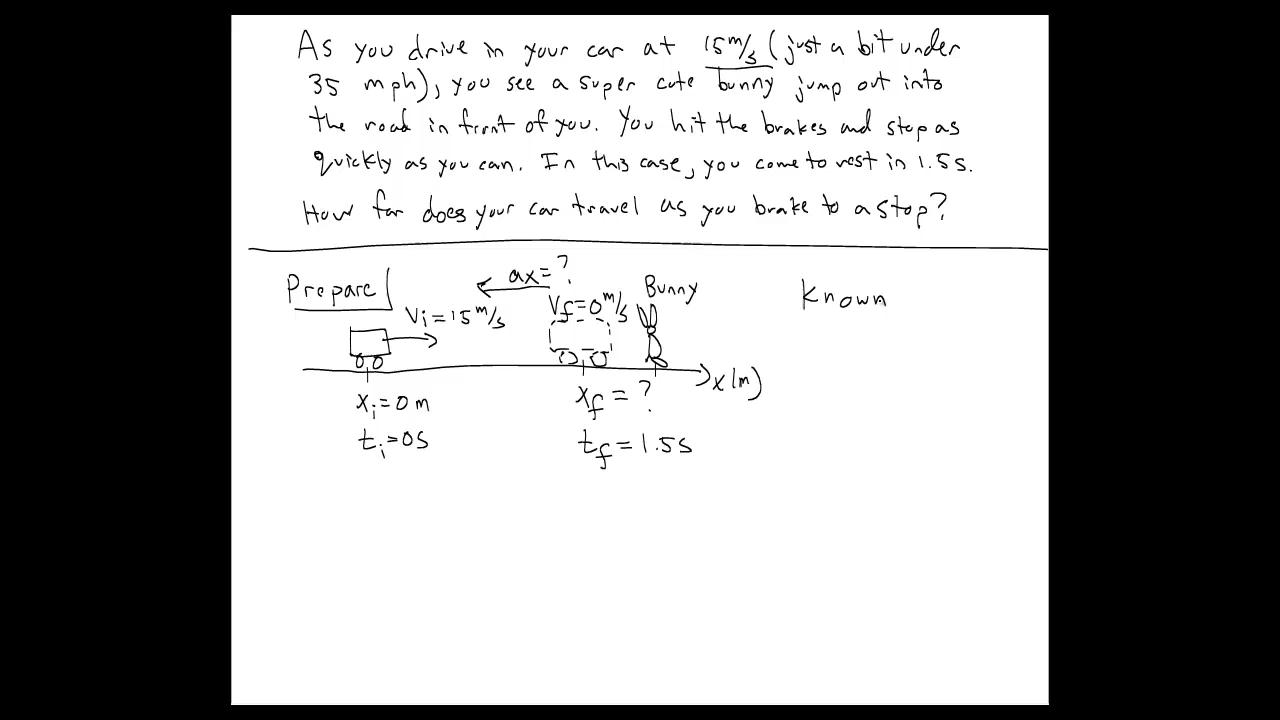 As you drive in your car at 15 m/s (just a bit under
35 mph), you see a super cute bunny jump out into
the road in front of you. You hit the brakes and stop as
quickly as you can. In this case, you come to rest in 1.5s.
How far does your car travel as you brake to a stop?
Prepare
ax=?
Bunny
Known
Vi=15 m/s
Vf=0 m/s
x(m)
xi=0m
xf=?
ti=0s
tf=1.5s